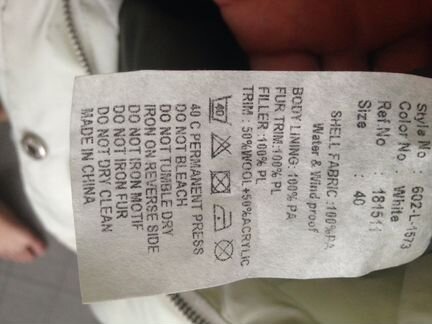 Style No : 602-L-1573
Color No : White
Ref.No 181511
Size : 40
SHELL FABRIC :100%PA
Water & Wind proof
BODY LINING: 100% PA
FUR TRIM:100% PL
FILLER :100% PL
TRIM : 50%WOOL +50%ACRYLIC
40
40 C PERMANENT PRESS
DO NOT BLEACH
DO NOT TUMBLE DRY
IRON ON REVERSE SIDE
DO NOT IRON MOTIF
DO NOT IRON FUR
DO NOT DRY CLEAN
MADE IN CHINA